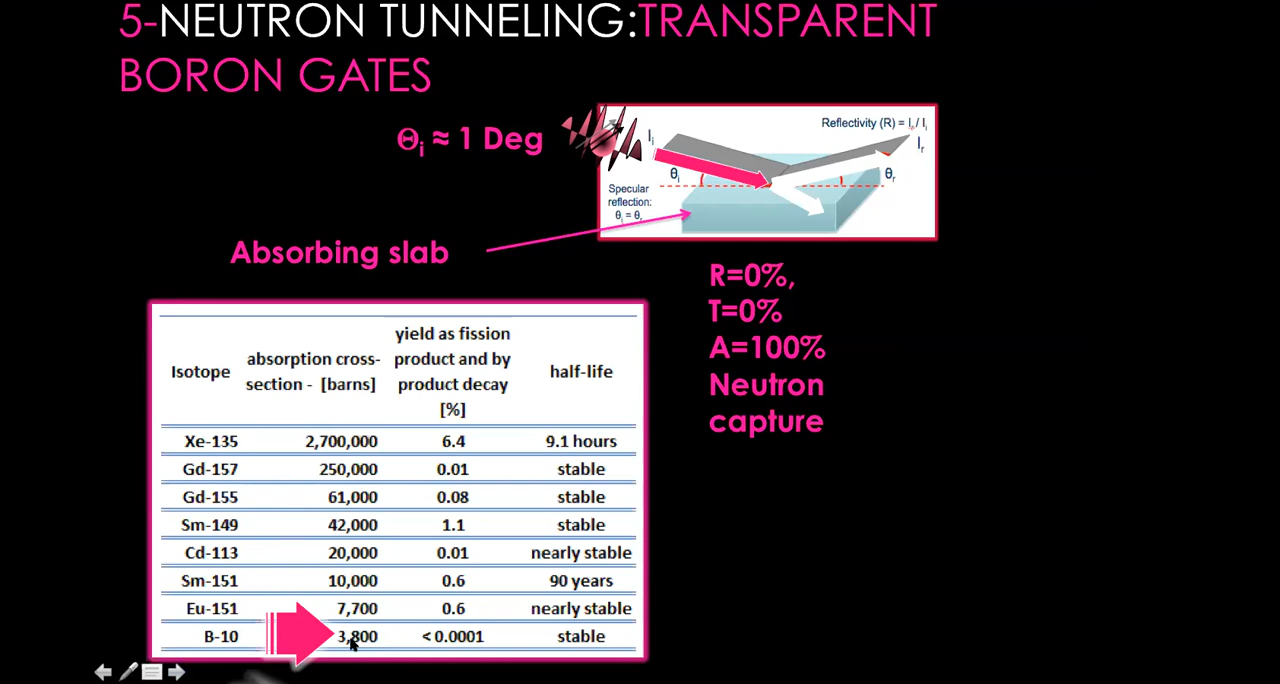 5-NEUTRON TUNNELING:TRANSPARENT
BORON GATES
Θi ≈ 1 Deg
Ii
Reflectivity (R) = Ir / Ii
Ir
θi
θr
Specular
reflection:
θi = θr
Absorbing slab
R=0%,
T=0%
A=100%
Neutron
capture
Isotope absorption cross-section - [barns] yield as fission product and by product decay [%] half-life
Xe-135 2,700,000 6.4 9.1 hours
Gd-157 250,000 0.01 stable
Gd-155 61,000 0.08 stable
Sm-149 42,000 1.1 stable
Cd-113 20,000 0.01 nearly stable
Sm-151 10,000 0.6 90 years
Eu-151 7,700 0.6 nearly stable
B-10 3,800 < 0.0001 stable